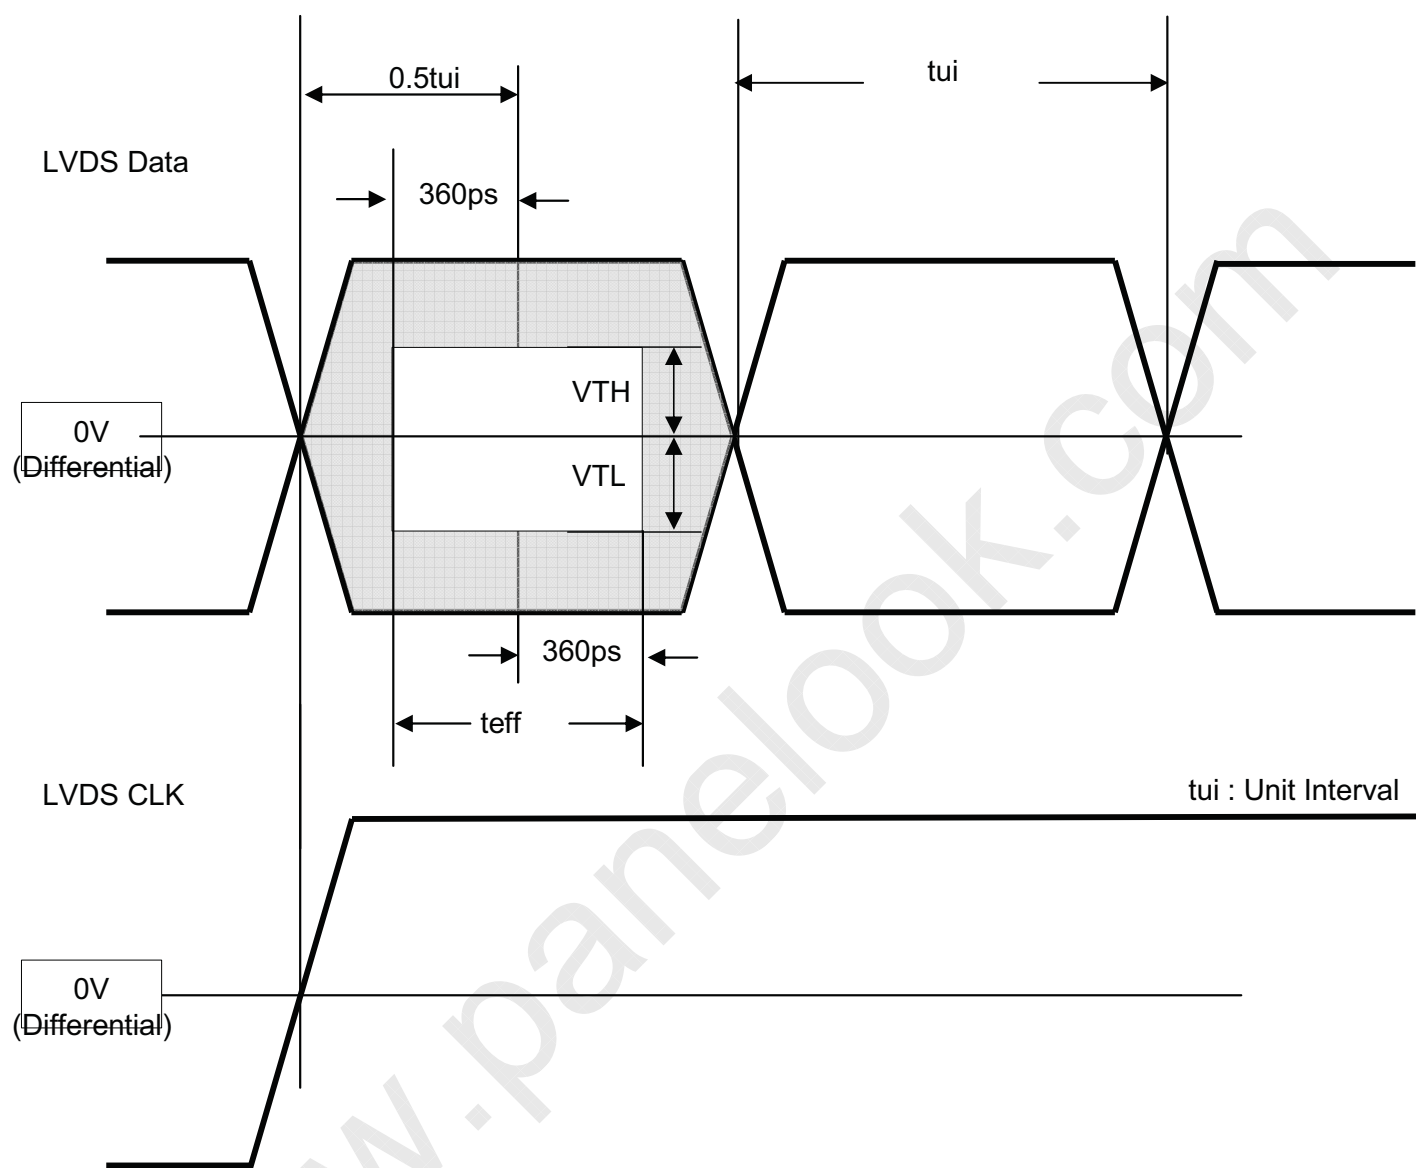 0.5tui
tui
LVDS Data
360ps
VTH
0V
(Differential)
VTL
360ps
teff
LVDS CLK
tui : Unit Interval
0V
(Differential)
w.panelook.com